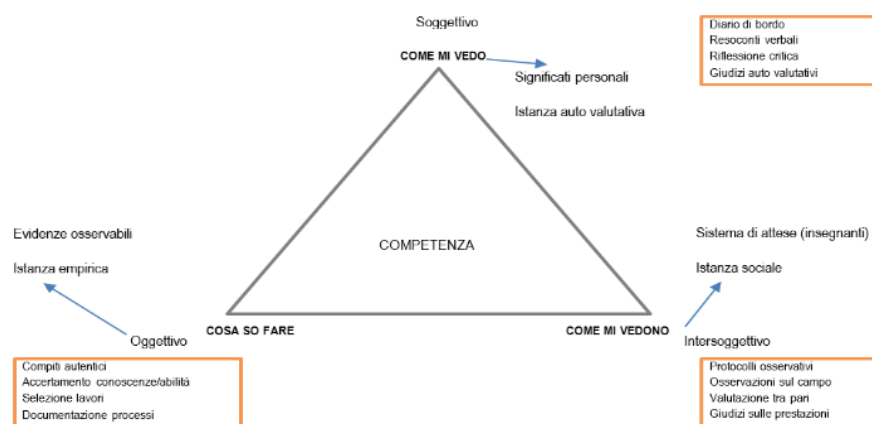 Soggettivo
COME MI VEDO
Significati personali
Istanza auto valutativa
Diario di bordo
Resoconti verbali
Riflessione critica
Giudizi auto valutativi
COMPETENZA
Evidenze osservabili
Istanza empirica
COSA SO FARE
Oggettivo
Compiti autentici
Accertamento conoscenze/abilità
Selezione lavori
Documentazione processi
Sistema di attese (insegnanti)
Istanza sociale
COME MI VEDONO
Intersoggettivo
Protocolli osservativi
Osservazioni sul campo
Valutazione tra pari
Giudizi sulle prestazioni